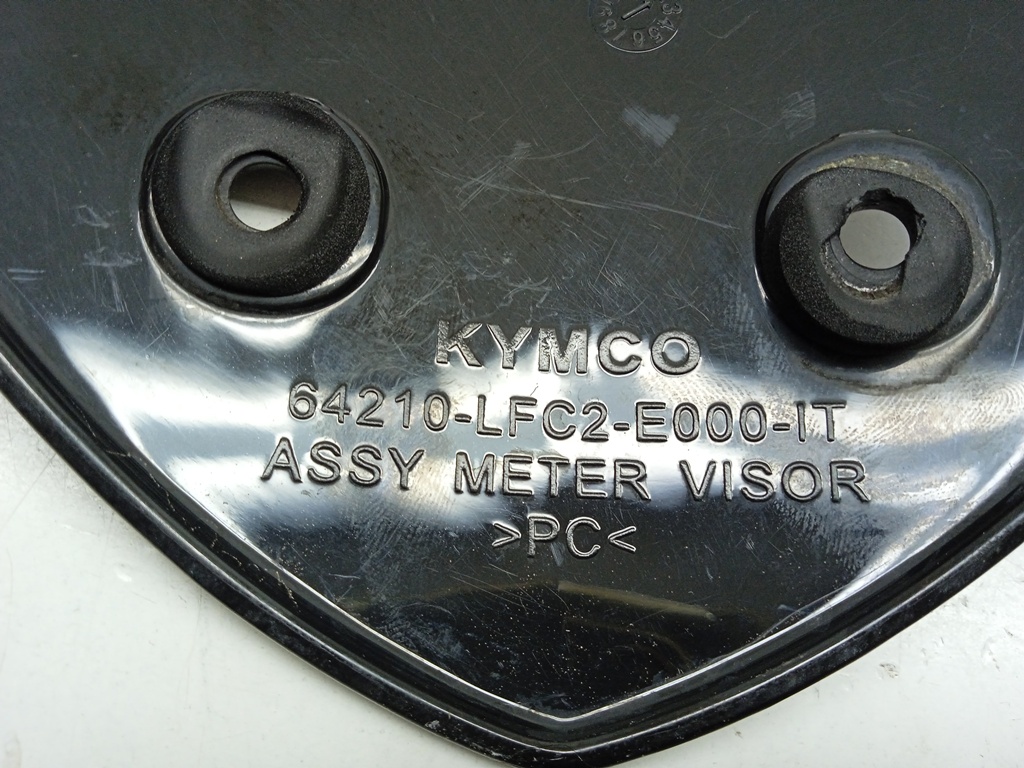 KYMCO
64210-LFC2-E000-IT
ASSY METER VISOR
>PC<